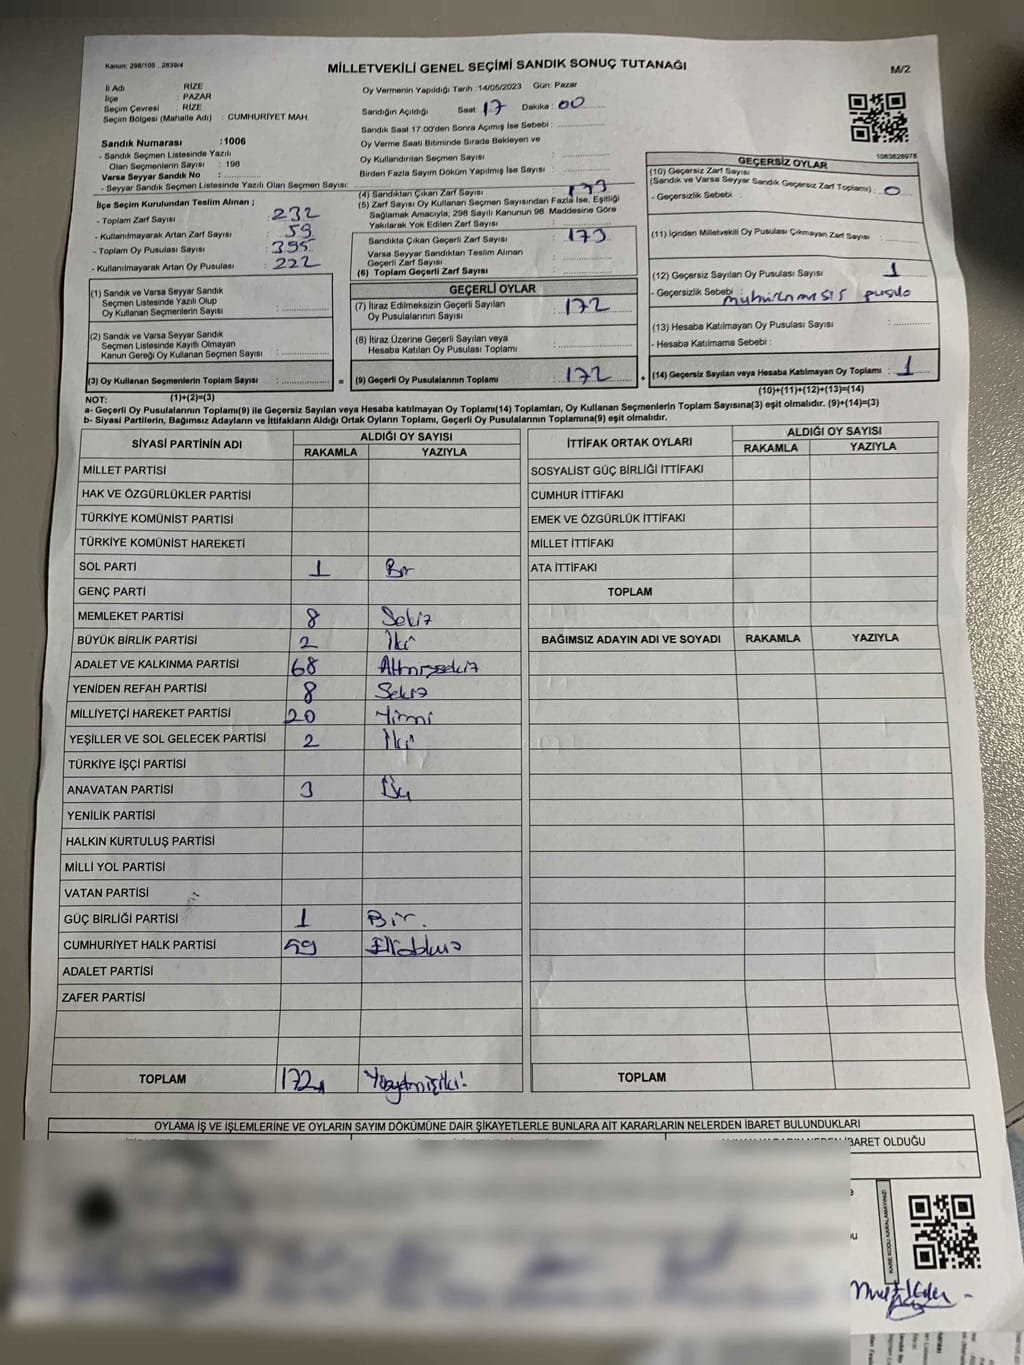 Kanun: 298/105 . 2839/4
MİLLETVEKİLİ GENEL SEÇİMİ SANDIK SONUÇ TUTANAĞI
M/2
İl Adı : RİZE
İlçe : PAZAR
Seçim Çevresi : RİZE
Seçim Bölgesi (Mahalle Adı) : CUMHURİYET MAH.
Sandık Numarası :1006
- Sandık Seçmen Listesinde Yazılı
Olan Seçmenlerin Sayısı : 196
Varsa Seyyar Sandık No :
- Seyyar Sandık Seçmen Listesinde Yazılı Olan Seçmen Sayısı:
İlçe Seçim Kurulundan Teslim Alınan ;
- Toplam Zarf Sayısı : 232
- Kullanılmayarak Artan Zarf Sayısı : 59
- Toplam Oy Pusulası Sayısı : 395
- Kullanılmayarak Artan Oy Pusulası : 222
Oy Vermenin Yapıldığı Tarih :14/05/2023 Gün: Pazar
Sandığın Açıldığı Saat: 17 Dakika: 00
Sandık Saat 17:00'den Sonra Açmış İse Sebebi :
Oy Verme Saati Bitiminde Sırada Bekleyen ve
Oy Kullandırılan Seçmen Sayısı :
Birden Fazla Sayım Döküm Yapılmış İse Sayısı :
(4) Sandıktan Çıkan Zarf Sayısı : 173
(5) Zarf Sayısı Oy Kullanan Seçmen Sayısından Fazla İse, Eşitliği
Sağlamak Amacıyla, 298 Sayılı Kanunun 98. Maddesine Göre
Yakılarak Yok Edilen Zarf Sayısı :
Sandıkta Çıkan Geçerli Zarf Sayısı : 173
Varsa Seyyar Sandıktan Teslim Alınan
Geçerli Zarf Sayısı :
(6) Toplam Geçerli Zarf Sayısı :
1083628978
GEÇERSİZ OYLAR
(10) Geçersiz Zarf Sayısı
(Sandık ve Varsa Seyyar Sandık Geçersiz Zarf Toplamı) : 0
- Geçersizlik Sebebi :
(11) İçinden Milletvekili Oy Pusulası Çıkmayan Zarf Sayısı :
(12) Geçersiz Sayılan Oy Pusulası Sayısı : 1
- Geçersizlik Sebebi : pusula
(13) Hesaba Katılmayan Oy Pusulası Sayısı :
- Hesaba Katılmama Sebebi :
(14) Geçersiz Sayılan veya Hesaba Katılmayan Oy Toplamı : 1
(10)+(11)+(12)+(13)=(14)
(1) Sandık ve Varsa Seyyar Sandık
Seçmen Listesinde Yazılı Olup
Oy Kullanan Seçmenlerin Sayısı :
(2) Sandık ve Varsa Seyyar Sandık
Seçmen Listesinde Kayıtlı Olmayan
Kanun Gereği Oy Kullanan Seçmen Sayısı :
(3) Oy Kullanan Seçmenlerin Toplam Sayısı : =
GEÇERLİ OYLAR
(7) İtiraz Edilmeksizin Geçerli Sayılan
Oy Pusulalarının Sayısı : 172
(8) İtiraz Üzerine Geçerli Sayılan veya
Hesaba Katılan Oy Pusulası Toplamı :
(9) Geçerli Oy Pusulalarının Toplamı : 172 +
NOT: (1)+(2)=(3)
a- Geçerli Oy Pusulalarının Toplamı(9) ile Geçersiz Sayılan veya Hesaba katılmayan Oy Toplamı(14) Toplamları, Oy Kullanan Seçmenlerin Toplam Sayısına(3) eşit olmalıdır. (9)+(14)=(3)
b- Siyasi Partilerin, Bağımsız Adayların ve İttifakların Aldığı Ortak Oyların Toplamı, Geçerli Oy Pusulalarının Toplamına(9) eşit olmalıdır.
SİYASİ PARTİNİN ADI ALDIĞI OY SAYISI
RAKAMLA YAZIYLA
MİLLET PARTİSİ
HAK VE ÖZGÜRLÜKLER PARTİSİ
TÜRKİYE KOMÜNİST PARTİSİ
TÜRKİYE KOMÜNİST HAREKETİ
SOL PARTİ 1 Bir
GENÇ PARTİ
MEMLEKET PARTİSİ 8 Sekiz
BÜYÜK BİRLİK PARTİSİ 2 İki
ADALET VE KALKINMA PARTİSİ 68 Altmışsekiz
YENİDEN REFAH PARTİSİ 8 Sekiz
MİLLİYETÇİ HAREKET PARTİSİ 20 Yirmi
YEŞİLLER VE SOL GELECEK PARTİSİ 2 İki
TÜRKİYE İŞÇİ PARTİSİ
ANAVATAN PARTİSİ 3 Üç
YENİLİK PARTİSİ
HALKIN KURTULUŞ PARTİSİ
MİLLİ YOL PARTİSİ
VATAN PARTİSİ
GÜÇ BİRLİĞİ PARTİSİ 1 Bir.
CUMHURİYET HALK PARTİSİ 59
ADALET PARTİSİ
ZAFER PARTİSİ
TOPLAM 172 Yüzyetmişiki
İTTİFAK ORTAK OYLARI ALDIĞI OY SAYISI
RAKAMLA YAZIYLA
SOSYALİST GÜÇ BİRLİĞİ İTTİFAKI
CUMHUR İTTİFAKI
EMEK VE ÖZGÜRLÜK İTTİFAKI
MİLLET İTTİFAKI
ATA İTTİFAKI
TOPLAM
BAĞIMSIZ ADAYIN ADI VE SOYADI RAKAMLA YAZIYLA
TOPLAM
OYLAMA İŞ VE İŞLEMLERİNE VE OYLARIN SAYIM DÖKÜMÜNE DAİR ŞİKAYETLERLE BUNLARA AİT KARARLARIN NELERDEN İBARET BULUNDUKLARI
İBARET OLDUĞU
KARE KODU KARALAMAYINIZ!